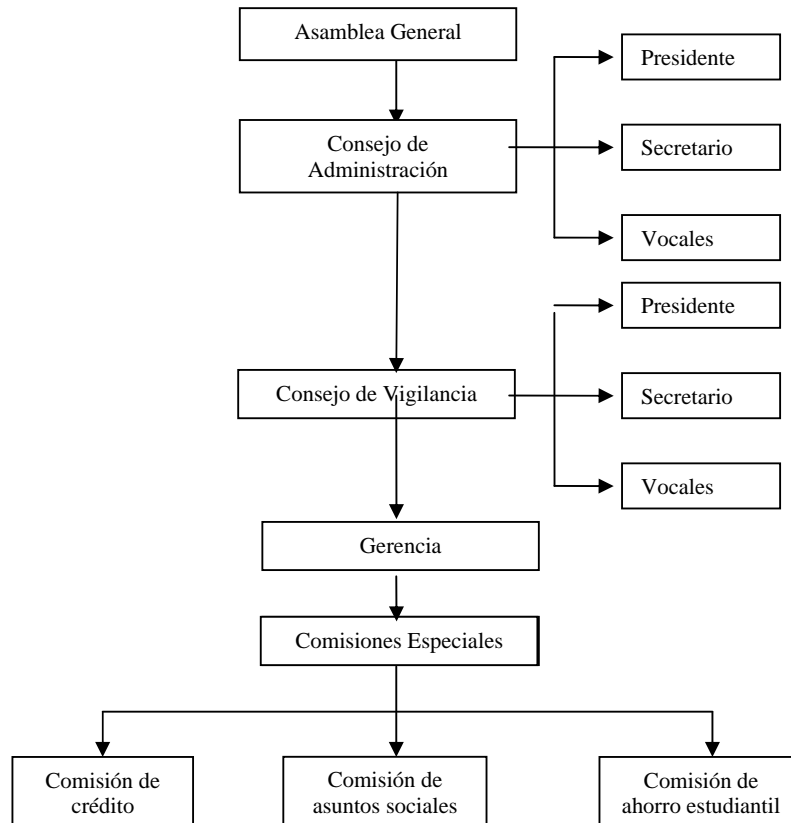 Asamblea General
Presidente
Consejo de
Administración
Secretario
Vocales
Presidente
Consejo de Vigilancia
Secretario
Vocales
Gerencia
Comisiones Especiales
Comisión de
crédito
Comisión de
asuntos sociales
Comisión de
ahorro estudiantil